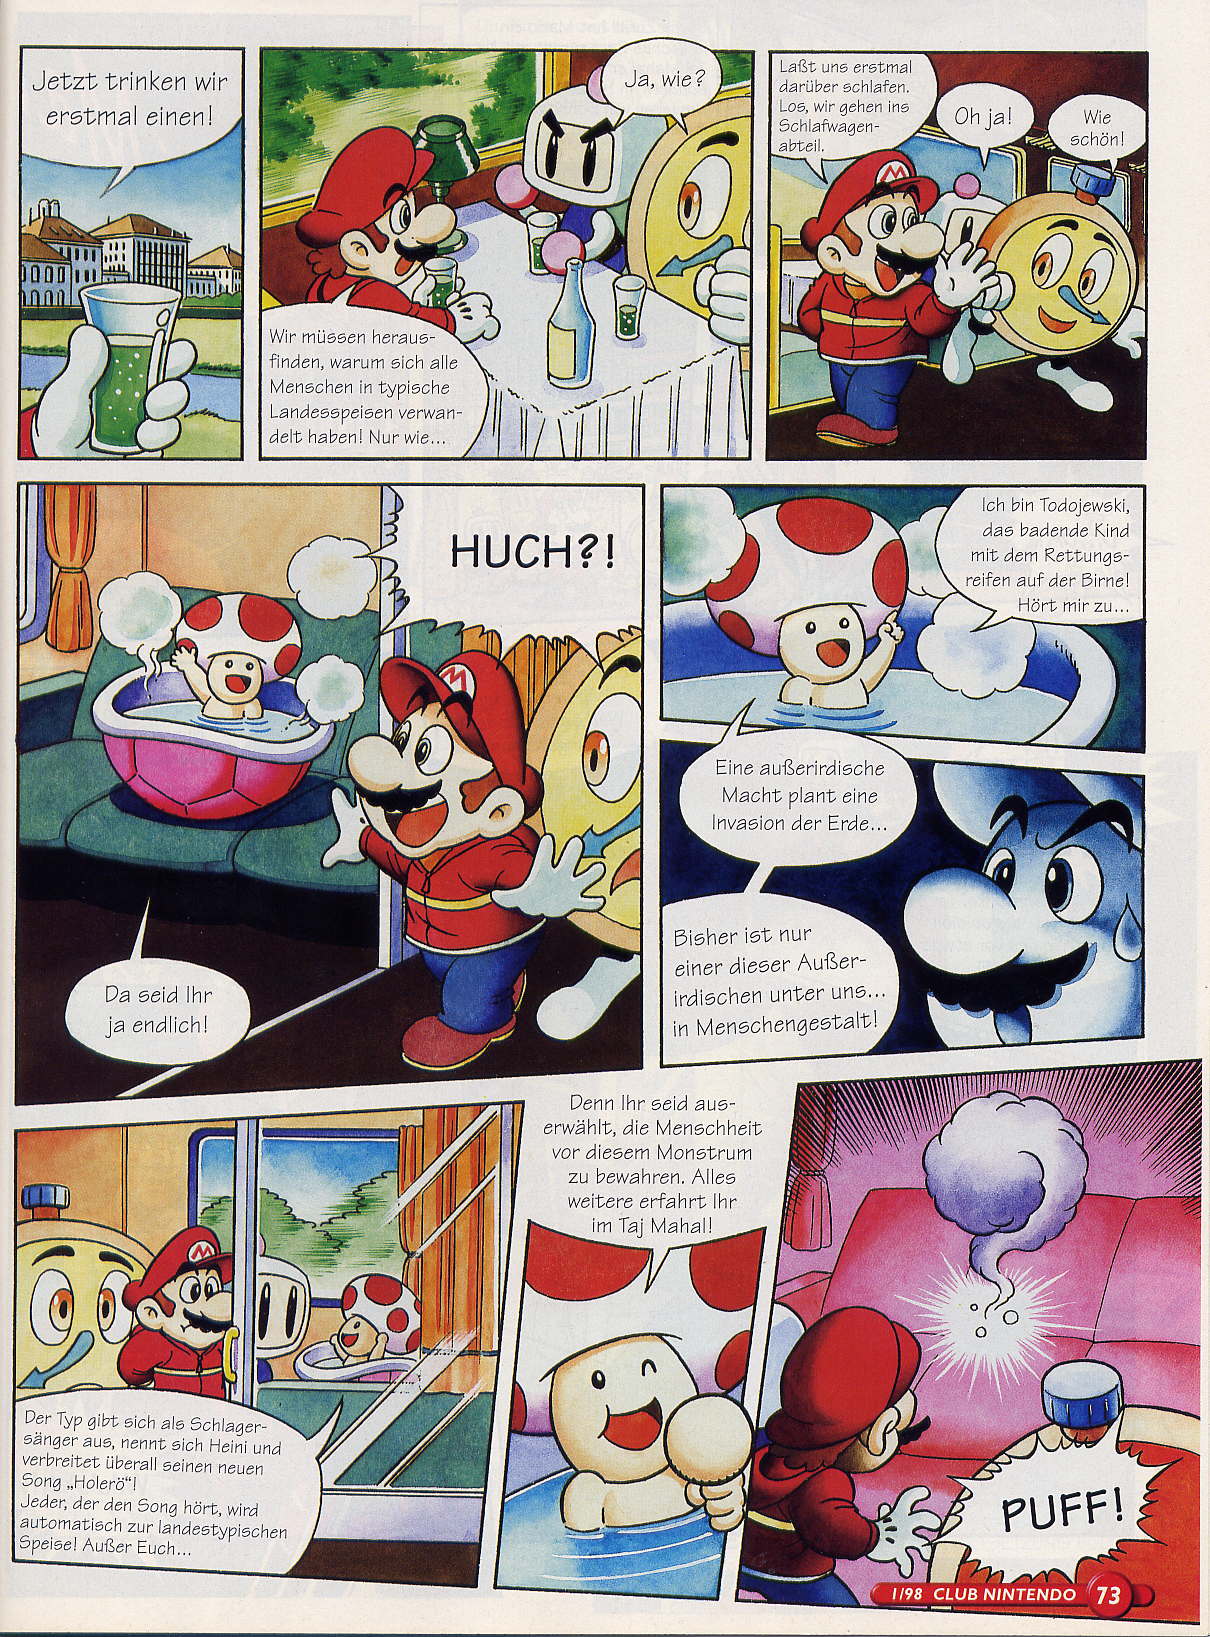 Jetzt trinken wir
erstmal einen!
Ja, wie?
Wir müssen heraus-
finden, warum sich alle
Menschen in typische
Landesspeisen verwan-
delt haben! Nur wie...
Laßt uns erstmal
darüber schlafen.
Los, wir gehen ins
Schlafwagen-
abteil.
Oh ja!
Wie
schön!
M
HUCH?!
M
Da seid Ihr
ja endlich!
Ich bin Todojewski,
das badende Kind
mit dem Rettungs-
reifen auf der Birne!
Hört mir zu...
Eine außerirdische
Macht plant eine
Invasion der Erde...
Bisher ist nur
einer dieser Außer-
irdischen unter uns...
in Menschengestalt!
M
Der Typ gibt sich als Schlager-
sänger aus, nennt sich Heini und
verbreitet überall seinen neuen
Song „Holerö"!
Jeder, der den Song hört, wird
automatisch zur landestypischen
Speise! Außer Euch...
Denn Ihr seid aus-
erwählt, die Menschheit
vor diesem Monstrum
zu bewahren. Alles
weitere erfahrt Ihr
im Taj Mahal!
PUFF!
1/98 CLUB NINTENDO 73